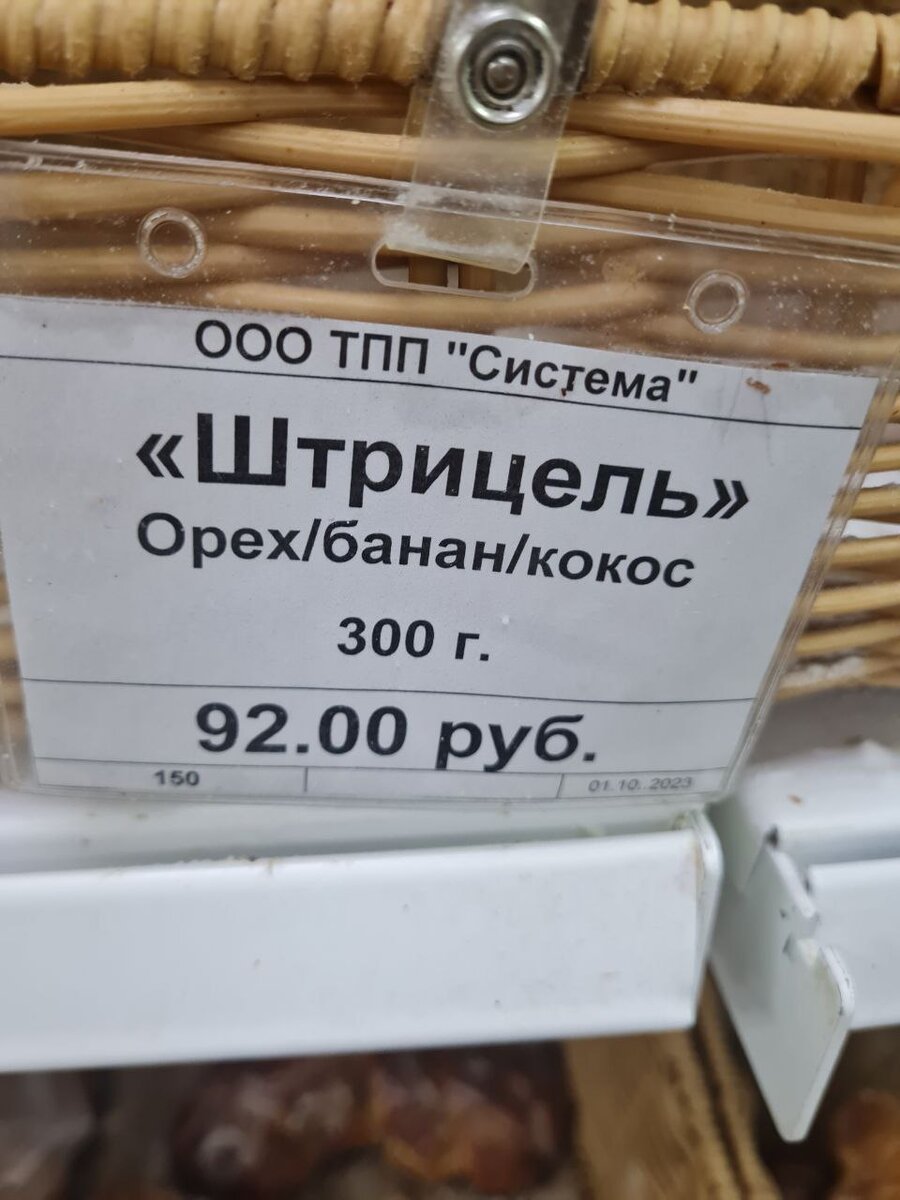 ООО ТПП "Система"
«Штрицель»
Орех/банан/кокос
300 г.
92.00 руб.
150 01.10..2023